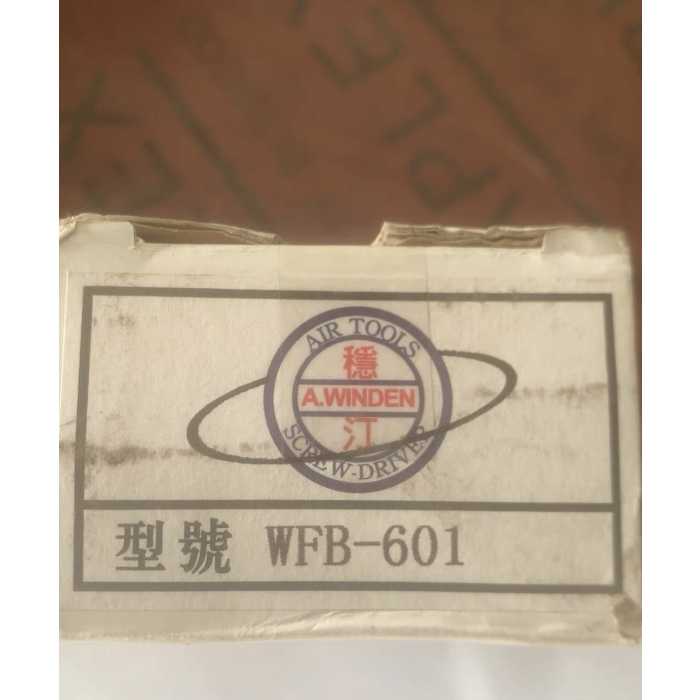 AIR TOOLS
穩
A.WINDEN
汀
SCREW-DRIVER
型號 WFB-601